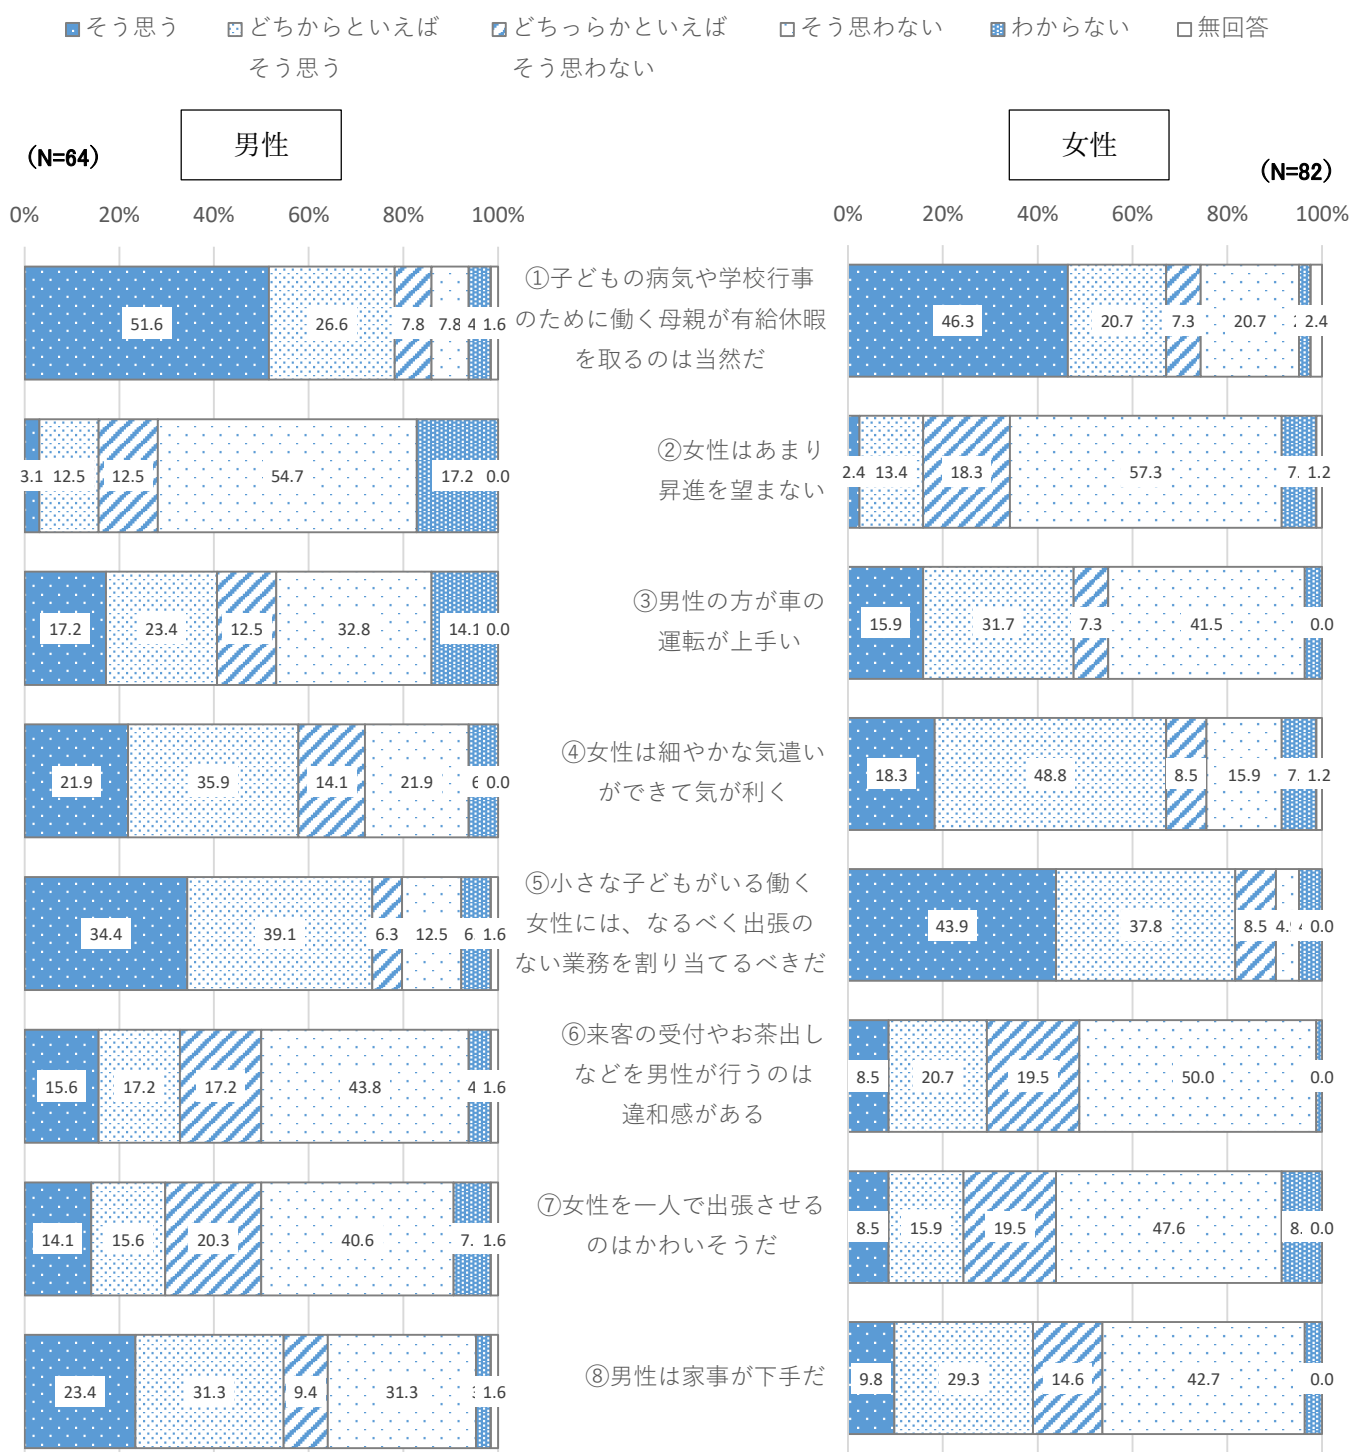 そう思う どちからといえば どちっらかといえば そう思わない わからない 無回答
そう思う そう思わない
男性 女性
(N=64) (N=82)
0% 20% 40% 60% 80% 100% 0% 20% 40% 60% 80% 100%
①子どもの病気や学校行事
のために働く母親が有給休暇
を取るのは当然だ
51.6 26.6 7.8 7.8 4 1.6
46.3 20.7 7.3 20.7 2.4
②女性はあまり
昇進を望まない
3.1 12.5 12.5 54.7 17.2 0.0
2.4 13.4 18.3 57.3 7. 1.2
③男性の方が車の
運転が上手い
17.2 23.4 12.5 32.8 14.1 0.0
15.9 31.7 7.3 41.5 0.0
④女性は細やかな気遣い
ができて気が利く
21.9 35.9 14.1 21.9 6 0.0
18.3 48.8 8.5 15.9 7. 1.2
⑤小さな子どもがいる働く
女性には、なるべく出張の
ない業務を割り当てるべきだ
34.4 39.1 6.3 12.5 6 1.6
43.9 37.8 8.5 4. 0.0
⑥来客の受付やお茶出し
などを男性が行うのは
違和感がある
15.6 17.2 17.2 43.8 4 1.6
8.5 20.7 19.5 50.0 0.0
⑦女性を一人で出張させる
のはかわいそうだ
14.1 15.6 20.3 40.6 7. 1.6
8.5 15.9 19.5 47.6 8. 0.0
⑧男性は家事が下手だ
23.4 31.3 9.4 31.3 1.6
9.8 29.3 14.6 42.7 0.0